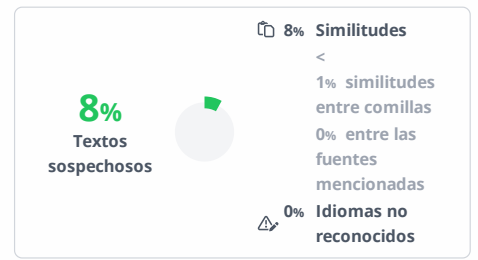 8%
Textos
sospechosos
8% Similitudes
<
1% similitudes
entre comillas
0% entre las
fuentes
mencionadas
0% Idiomas no
reconocidos